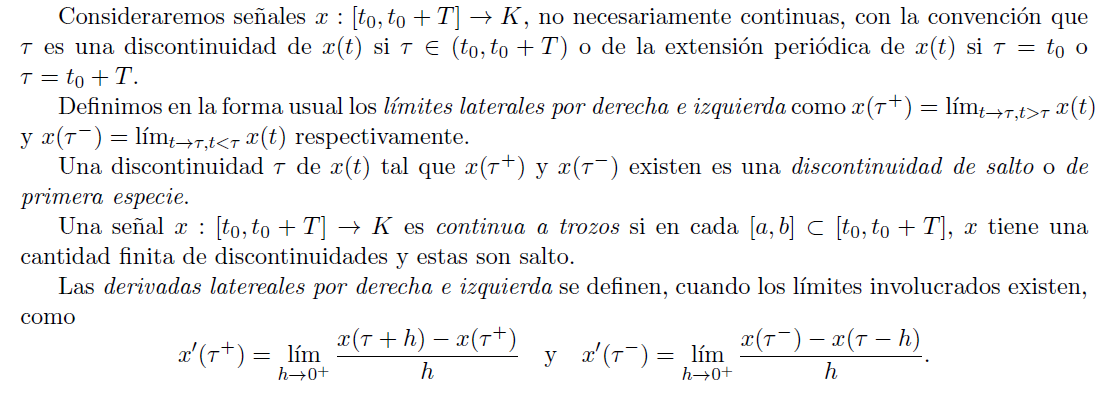 Consideraremos señales x : [t₀, t₀ + T] → K, no necesariamente continuas, con la convención que
τ es una discontinuidad de x(t) si τ ∈ (t₀, t₀ + T) o de la extensión periódica de x(t) si τ = t₀ o
τ = t₀ + T.
Definimos en la forma usual los límites laterales por derecha e izquierda como x(τ⁺) = lím_{t→τ,t>τ} x(t)
y x(τ⁻) = lím_{t→τ,t<τ} x(t) respectivamente.
Una discontinuidad τ de x(t) tal que x(τ⁺) y x(τ⁻) existen es una discontinuidad de salto o de
primera especie.
Una señal x : [t₀, t₀ + T] → K es continua a trozos si en cada [a, b] ⊂ [t₀, t₀ + T], x tiene una
cantidad finita de discontinuidades y estas son salto.
Las derivadas latereales por derecha e izquierda se definen, cuando los límites involucrados existen,
como
x′(τ⁺) = lím_{h→0⁺} (x(τ + h) − x(τ⁺))/h y x′(τ⁻) = lím_{h→0⁺} (x(τ⁻) − x(τ − h))/h.